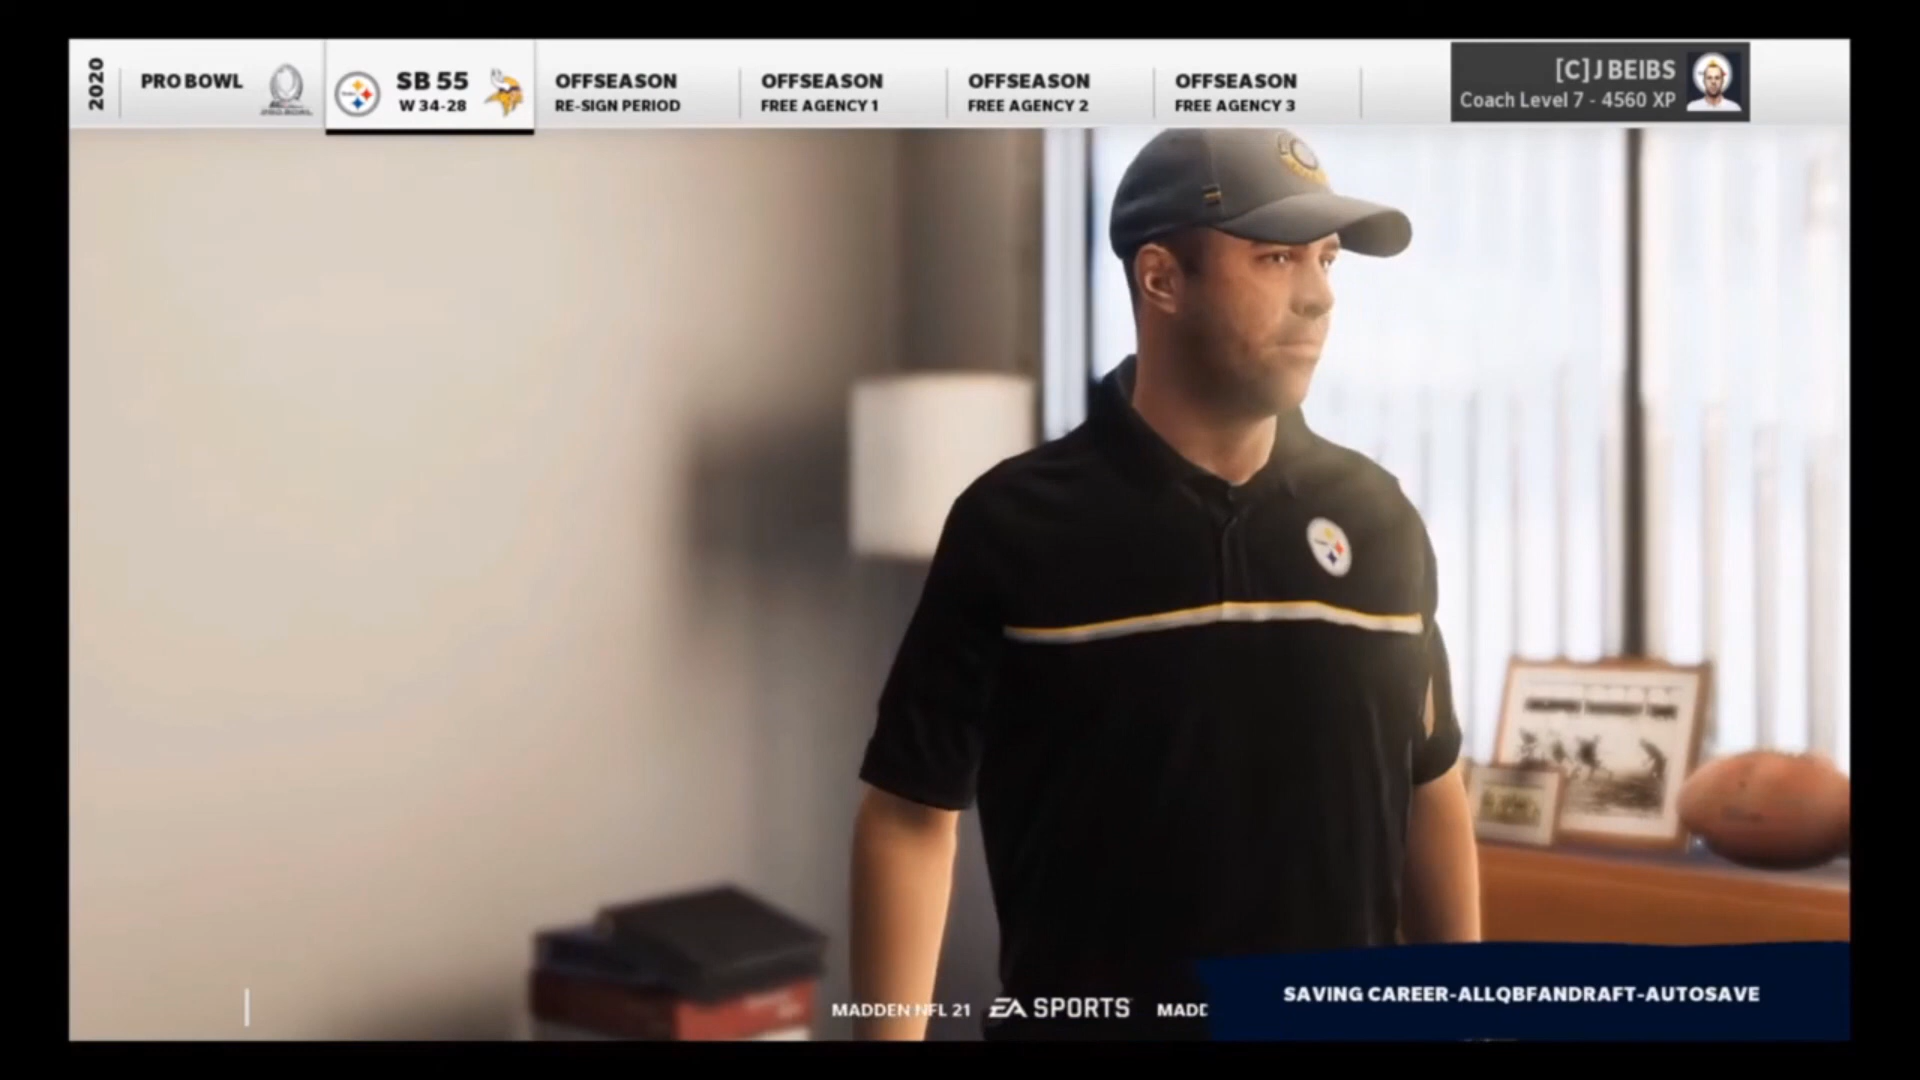 2020
PRO BOWL
SB 55
W 34-28
OFFSEASON
RE-SIGN PERIOD
OFFSEASON
FREE AGENCY 1
OFFSEASON
FREE AGENCY 2
OFFSEASON
FREE AGENCY 3
[C] J BEIBS
Coach Level 7 - 4560 XP
SAVING CAREER-ALLQBFANDRAFT-AUTOSAVE
MADDEN NFL 21 EA SPORTS MADD